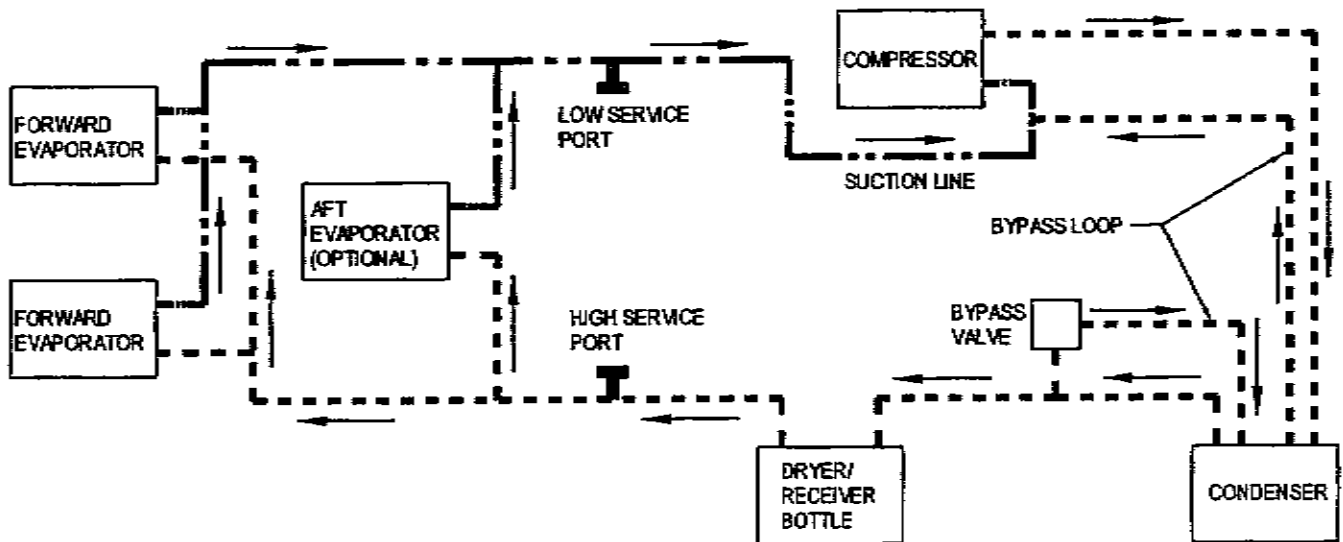 COMPRESSOR
FORWARD
EVAPORATOR
LOW SERVICE
PORT
SUCTION LINE
AFT
EVAPORATOR
(OPTIONAL)
BYPASS LOOP
FORWARD
EVAPORATOR
HIGH SERVICE
PORT
BYPASS
VALVE
DRYER/
RECEIVER
BOTTLE
CONDENSER